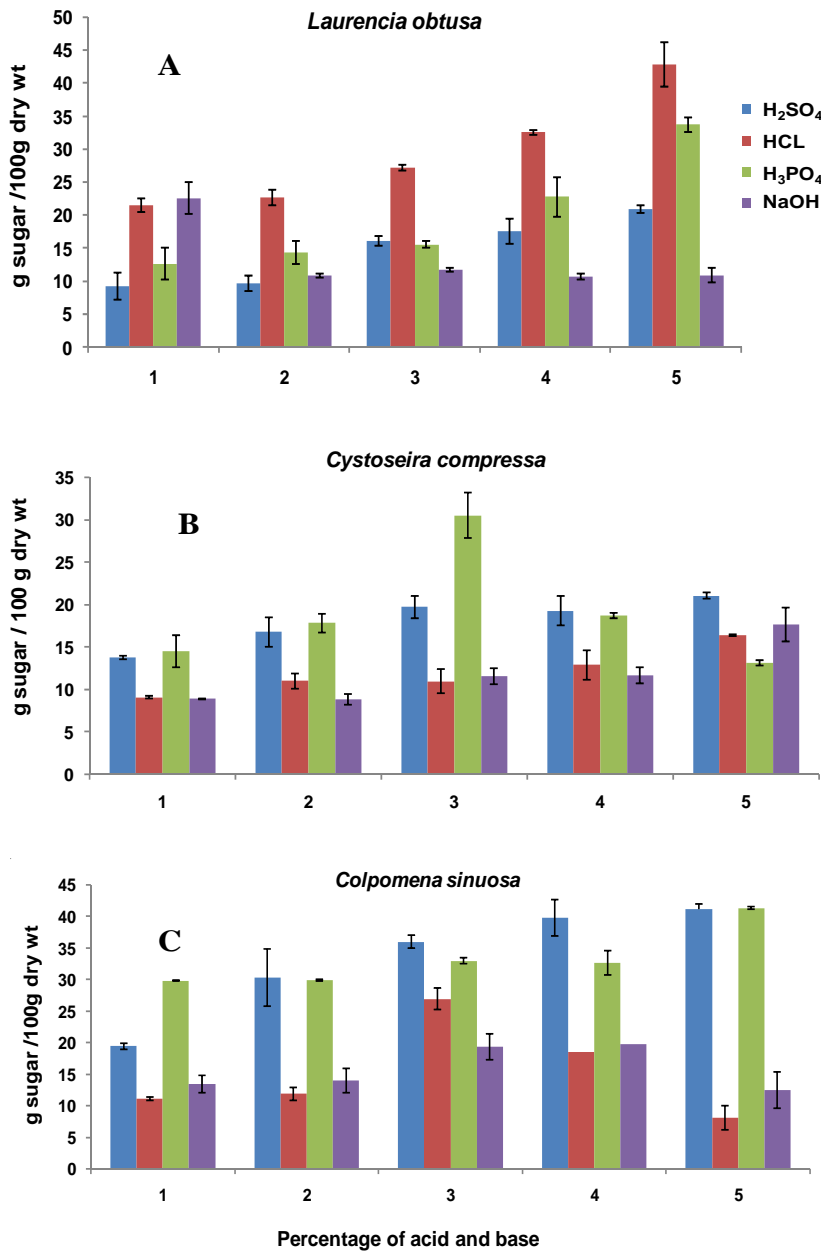 Laurencia obtusa
A
g sugar /100g dry wt
50
45
40
35
30
25
20
15
10
5
0
1 2 3 4 5
H₂SO₄
HCL
H₃PO₄
NaOH
Cystoseira compressa
B
g sugar / 100 g dry wt
35
30
25
20
15
10
5
0
1 2 3 4 5
Colpomena sinuosa
C
g sugar /100g dry wt
45
40
35
30
25
20
15
10
5
0
1 2 3 4 5
Percentage of acid and base